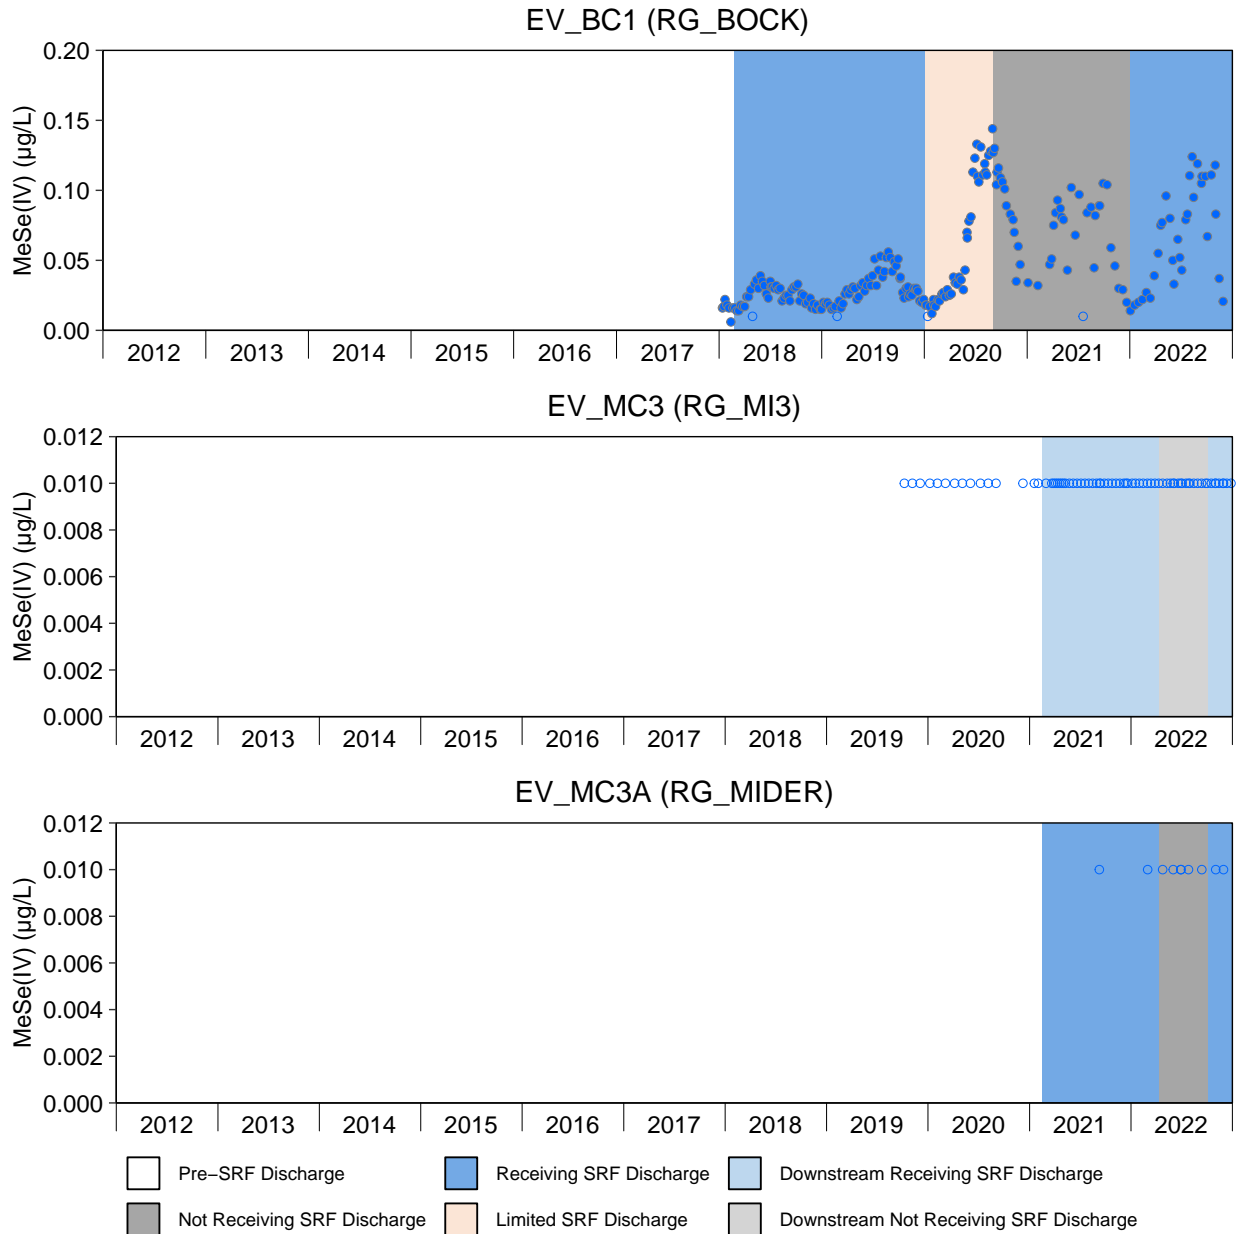 EV_BC1 (RG_BOCK)
MeSe(IV) (µg/L)
0.20
0.15
0.10
0.05
0.00
2012 2013 2014 2015 2016 2017 2018 2019 2020 2021 2022
EV_MC3 (RG_MI3)
MeSe(IV) (µg/L)
0.012
0.010
0.008
0.006
0.004
0.002
0.000
2012 2013 2014 2015 2016 2017 2018 2019 2020 2021 2022
EV_MC3A (RG_MIDER)
MeSe(IV) (µg/L)
0.012
0.010
0.008
0.006
0.004
0.002
0.000
2012 2013 2014 2015 2016 2017 2018 2019 2020 2021 2022
Pre−SRF Discharge Receiving SRF Discharge Downstream Receiving SRF Discharge
Not Receiving SRF Discharge Limited SRF Discharge Downstream Not Receiving SRF Discharge